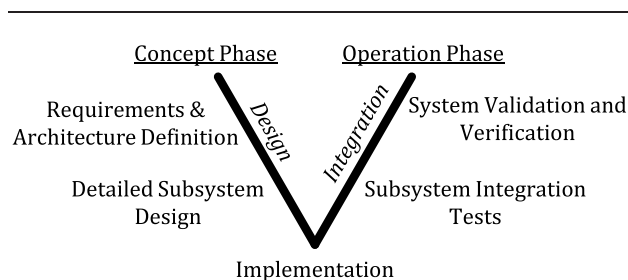 Concept Phase
Operation Phase
Requirements &
Architecture Definition
Design
Integration
System Validation and
Verification
Detailed Subsystem
Design
Subsystem Integration
Tests
Implementation